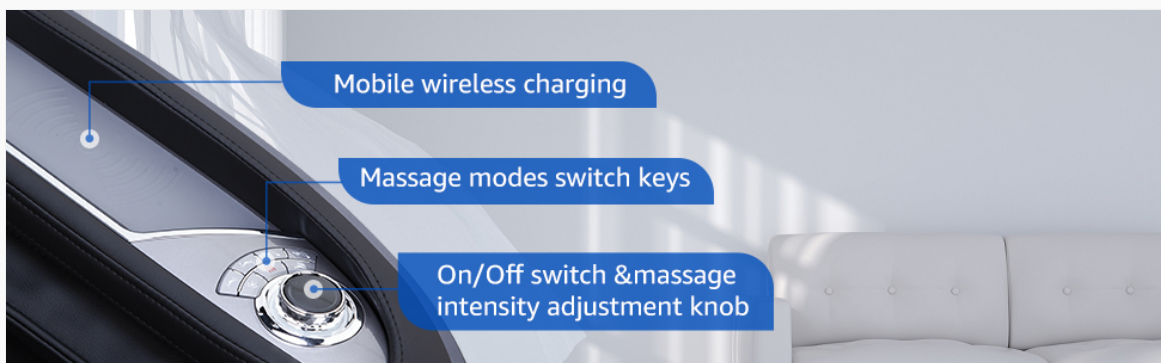 Mobile wireless charging
Massage modes switch keys
On/Off switch &massage
intensity adjustment knob